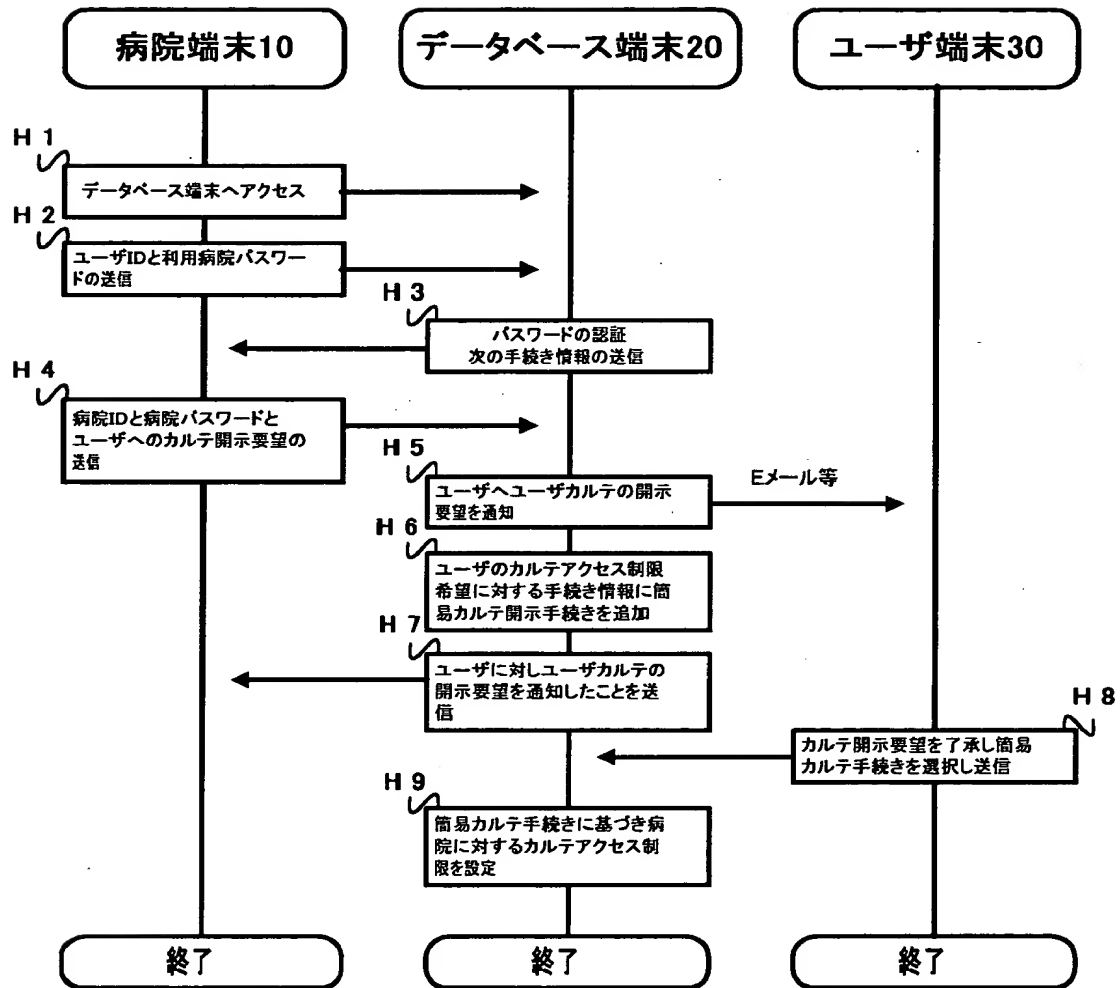 病院端末10
データベース端末20
ユーザ端末30
H 1
データベース端末へアクセス
H 2
ユーザIDと利用病院パスワー
ドの送信
H 3
パスワードの認証
次の手続き情報の送信
H 4
病院IDと病院パスワードと
ユーザへのカルテ開示要望の
送信
H 5
ユーザへユーザカルテの開示
要望を通知
Eメール等
H 6
ユーザのカルテアクセス制限
希望に対する手続き情報に簡
易カルテ開示手続きを追加
H 7
ユーザに対しユーザカルテの
開示要望を通知したことを送
信
H 8
カルテ開示要望を了承し簡易
カルテ手続きを選択し送信
H 9
簡易カルテ手続きに基づき病
院に対するカルテアクセス制
限を設定
終了
終了
終了